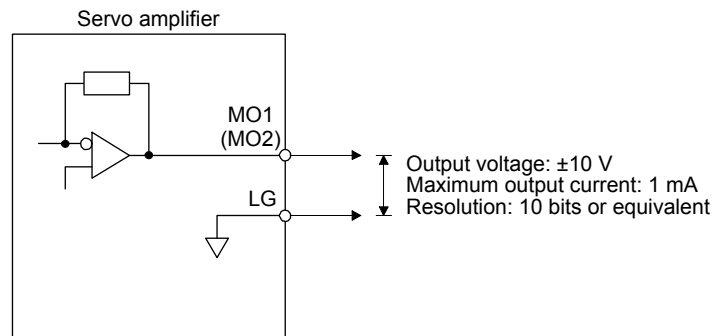 Servo amplifier
MO1
(MO2)
LG
Output voltage: ±10 V
Maximum output current: 1 mA
Resolution: 10 bits or equivalent